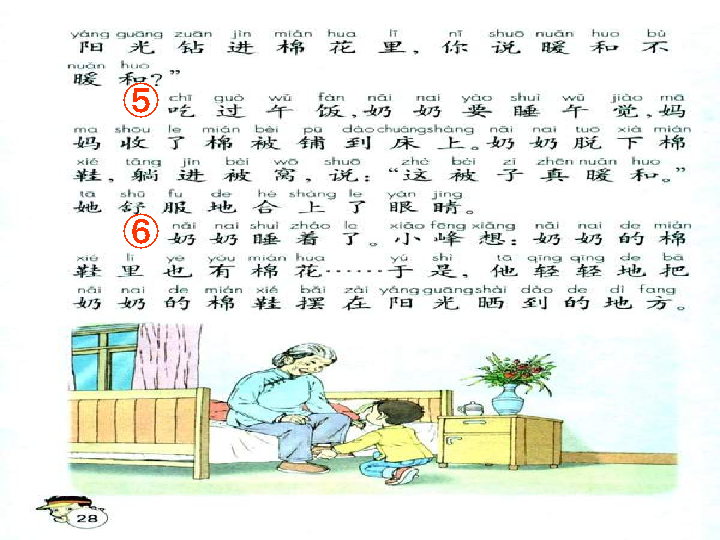 yáng guāng zuān jìn mián hua lǐ nǐ shuō nuǎn huo bù
阳光钻进棉花里，你说暖和不
nuǎn huo
暖和？”
⑤ chī guò wǔ fàn nǎi nai yào shuì wǔ jiào mā
吃过午饭，奶奶要睡午觉，妈
ma shōu le mián bèi pū dào chuáng shàng nǎi nai tuō xià mián
妈收了棉被铺到床上。奶奶脱下棉
xié tǎng jìn bèi wō shuō zhè bèi zi zhēn nuǎn huo
鞋，躺进被窝，说：“这被子真暖和。”
tā shū fu de hé shàng le yǎn jing
她舒服地合上了眼睛。
⑥ nǎi nai shuì zháo le xiǎo fēng xiǎng nǎi nai de mián
奶奶睡着了。小峰想：奶奶的棉
xié lǐ yě yǒu mián hua yú shì tā qīng qīng de bǎ
鞋里也有棉花……于是，他轻轻地把
nǎi nai de mián xié bǎi zài yáng guāng shài dào de dì fang
奶奶的棉鞋摆在阳光晒到的地方。
28